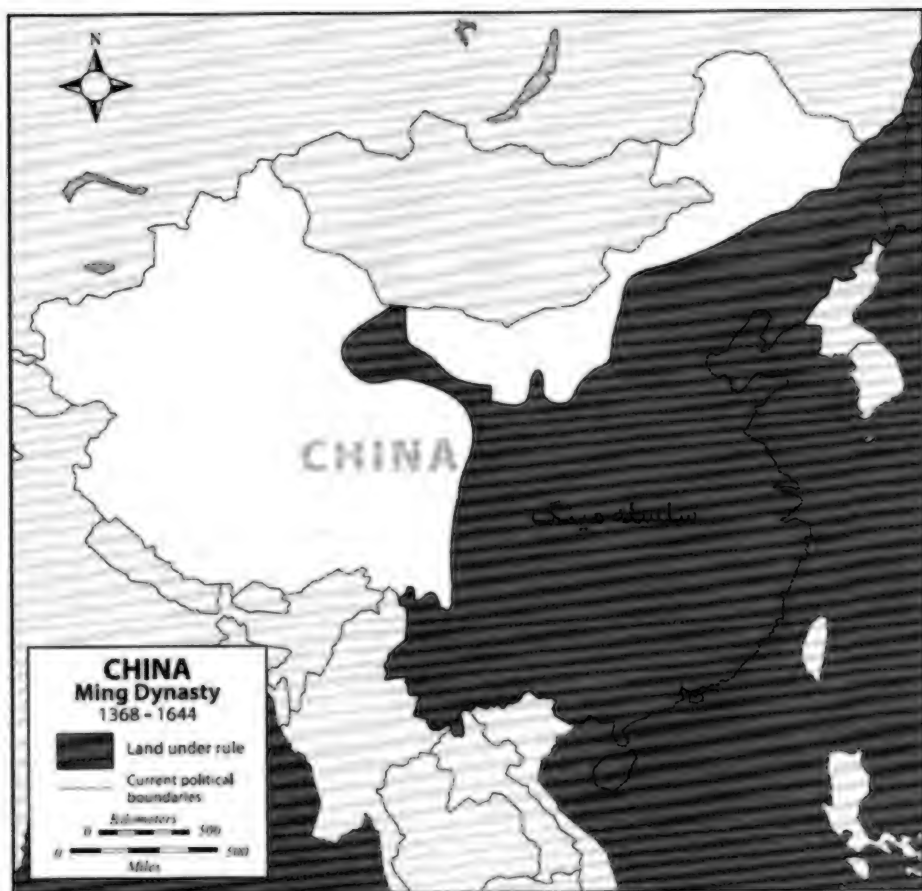 N
CHINA
سلسله مینگ
CHINA
Ming Dynasty
1368 - 1644
Land under rule
Current political
boundaries
Kilometers
0 500
0 500
Miles